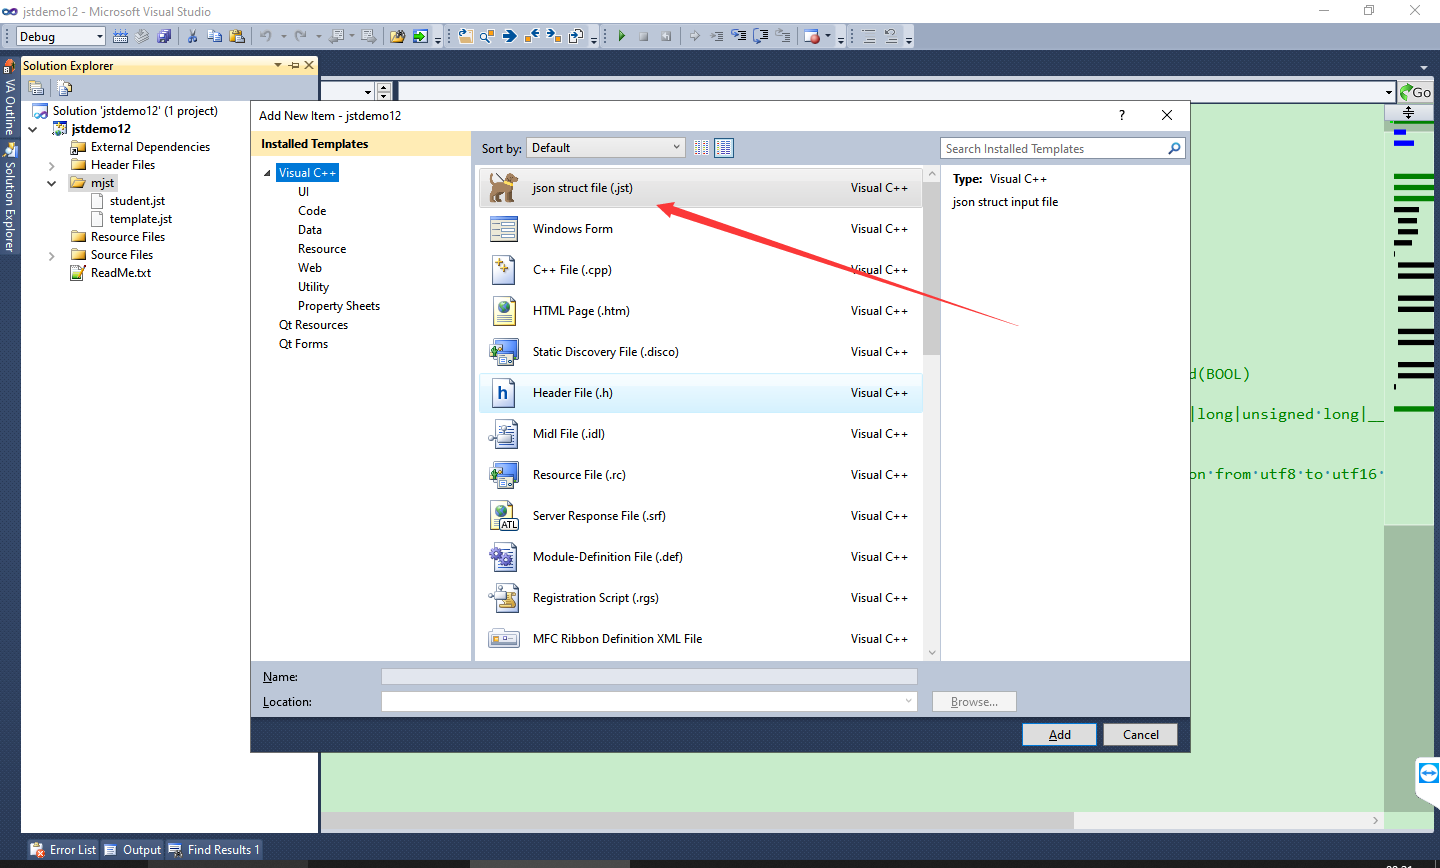 jstdemo12 - Microsoft Visual Studio
Debug
Solution Explorer
VA Outline
Solution Explorer
Solution 'jstdemo12' (1 project)
jstdemo12
External Dependencies
Header Files
mjst
student.jst
template.jst
Resource Files
Source Files
ReadMe.txt
Go
Add New Item - jstdemo12
?
Installed Templates
Visual C++
UI
Code
Data
Resource
Web
Utility
Property Sheets
Qt Resources
Qt Forms
Sort by: Default
Search Installed Templates
json struct file (.jst) Visual C++
Windows Form Visual C++
C++ File (.cpp) Visual C++
HTML Page (.htm) Visual C++
Static Discovery File (.disco) Visual C++
h Header File (.h) Visual C++
Midl File (.idl) Visual C++
Resource File (.rc) Visual C++
ATL Server Response File (.srf) Visual C++
Module-Definition File (.def) Visual C++
Registration Script (.rgs) Visual C++
MFC Ribbon Definition XML File Visual C++
Type: Visual C++
json struct input file
d(BOOL)
|long|unsigned·long|__
on·from·utf8·to·utf16·
Name:
Location:
Browse...
Add
Cancel
Error List
Output
Find Results 1